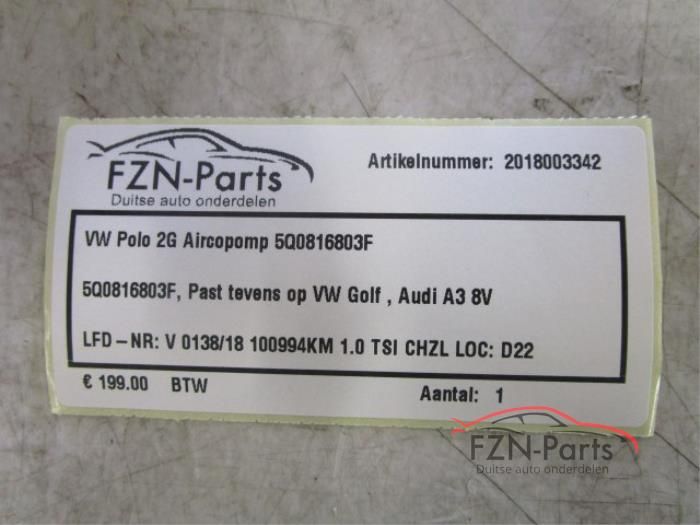 FZN-Parts
Duitse auto onderdelen
Artikelnummer: 2018003342
VW Polo 2G Aircopomp 5Q0816803F
5Q0816803F, Past tevens op VW Golf , Audi A3 8V
LFD-NR: V 0138/18 100994KM 1.0 TSI CHZL LOC: D22
€ 199.00 BTW
Aantal: 1
FZN-Parts
Duitse auto onderdelen